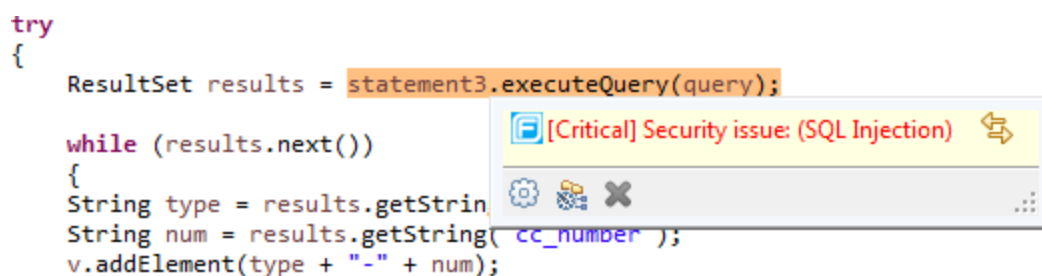 try
{
ResultSet results = statement3.executeQuery(query);
[Critical] Security issue: (SQL Injection)
while (results.next())
{
String type = results.getStrin
String num = results.getString( cc_number );
v.addElement(type + "-" + num);